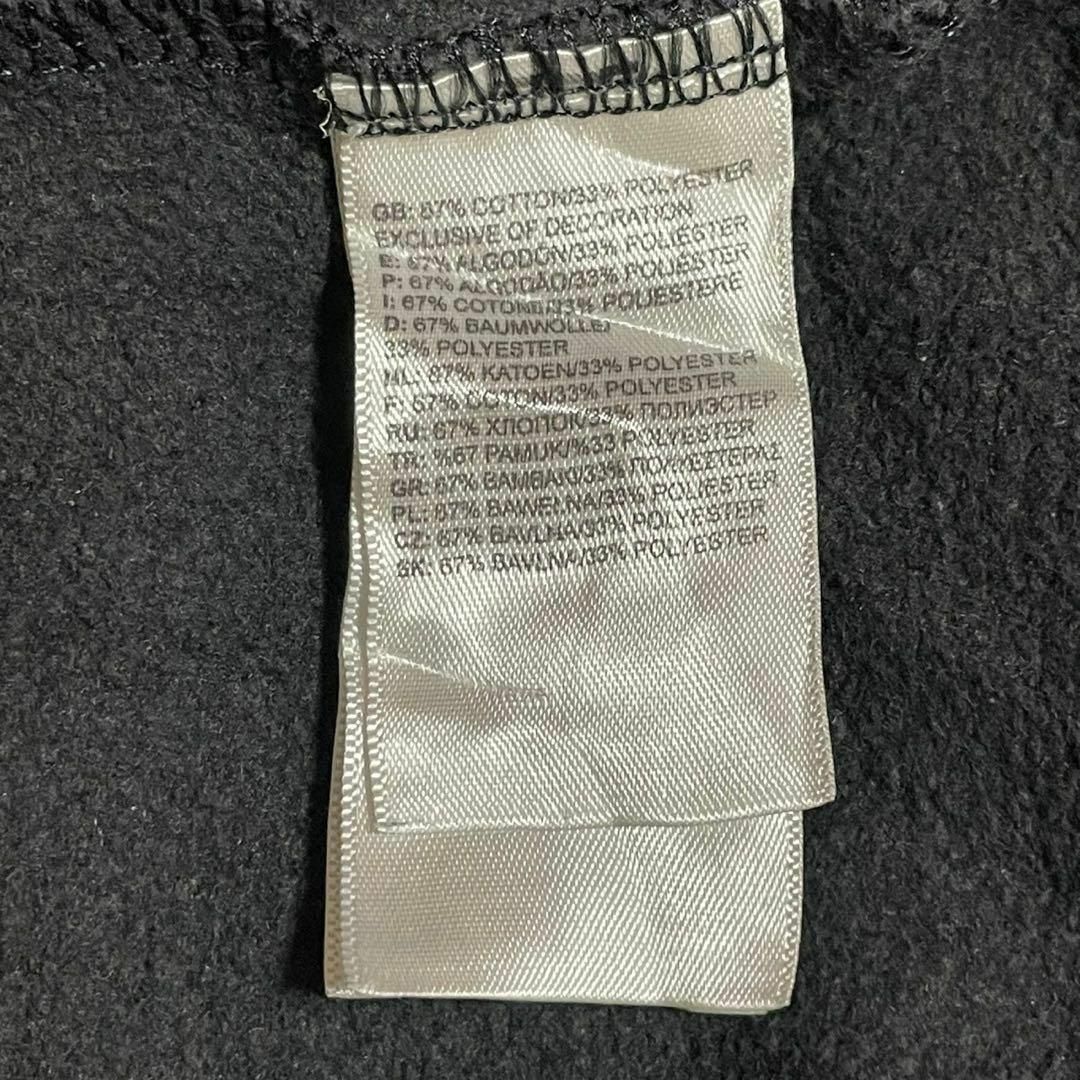 GB: 67% COTTON/33% POLYESTER
EXCLUSIVE OF DECORATION
E: 67% ALGODON/33% POLIESTER
P: 67% ALGODÃO/33% POLIÉSTER
I: 67% COTONE/33% POLIESTERE
D: 67% BAUMWOLLE/
33% POLYESTER
NL: 67% KATOEN/33% POLYESTER
F: 67% COTON/33% POLYESTER
RU: 67% ХЛОПОК/33% ПОЛИЭСТЕР
TR: %67 PAMUK/%33 POLYESTER
GR: 67% ΒΑΜΒΑΚΙ/33% ΠΟΛΥΕΣΤΕΡΑΣ
PL: 67% BAWEŁNA/33% POLIESTER
CZ: 67% BAVLNA/33% POLYESTER
SK: 67% BAVLNA/33% POLYESTER